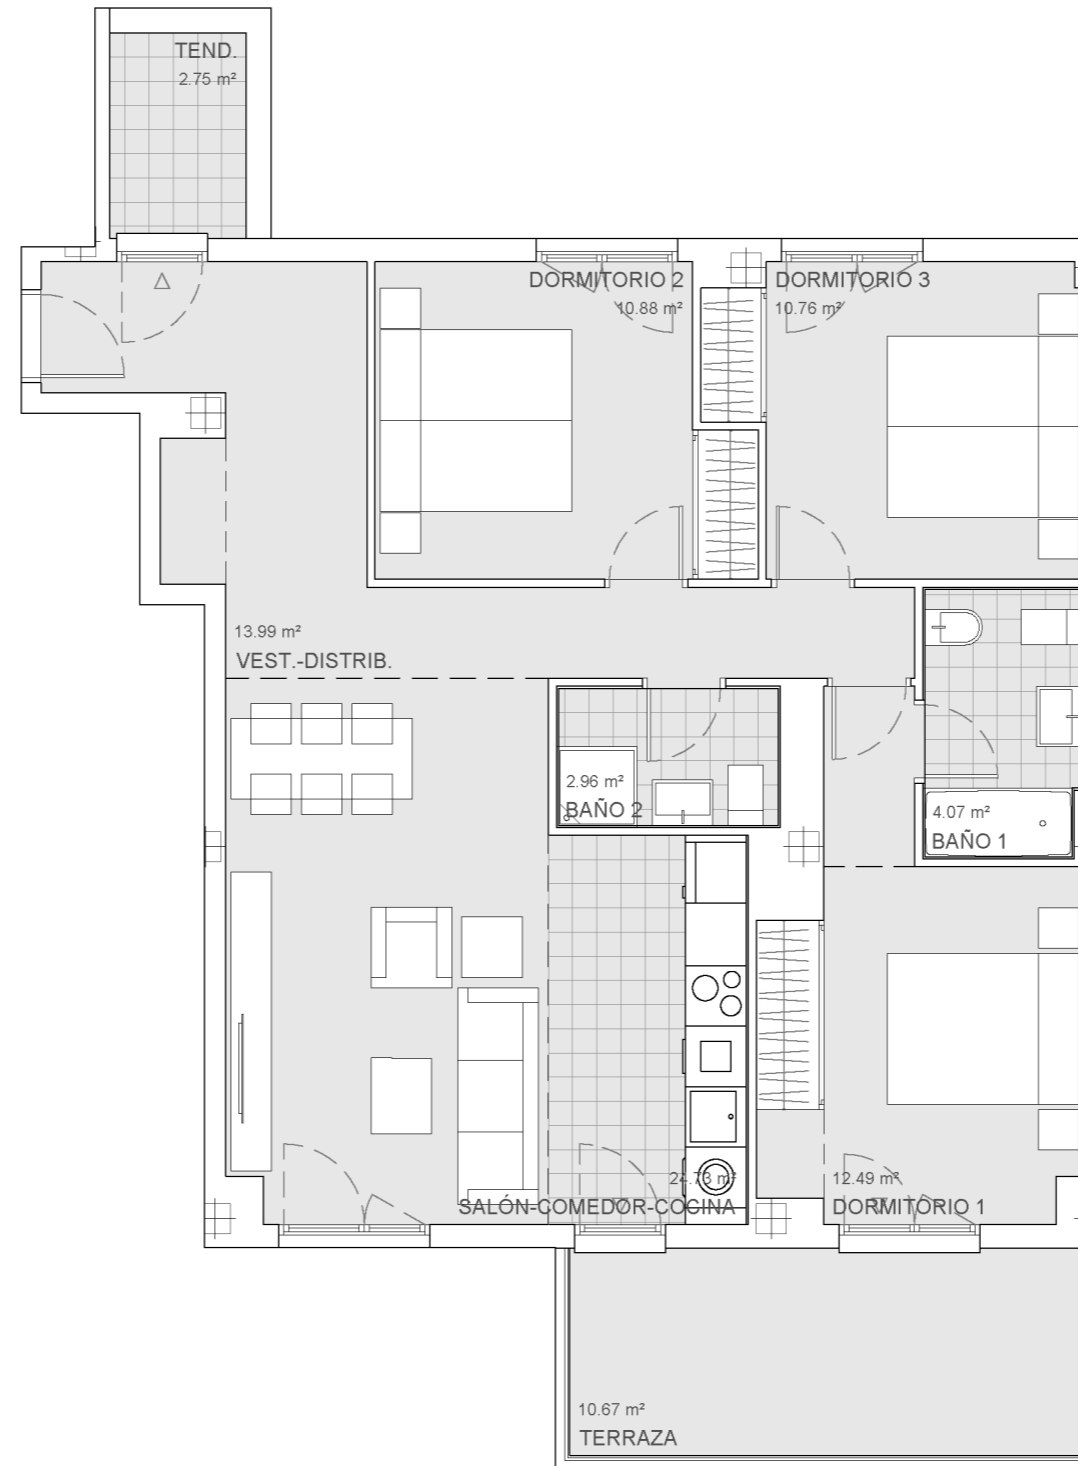 TEND.
2.75 m²
DORMITORIO 2
10.88 m²
DORMITORIO 3
10.76 m²
13.99 m²
VEST.-DISTRIB.
2.96 m²
BAÑO 2
4.07 m²
BAÑO 1
24.73 m²
SALÓN-COMEDOR-COCINA
12.49 m²
DORMITORIO 1
10.67 m²
TERRAZA